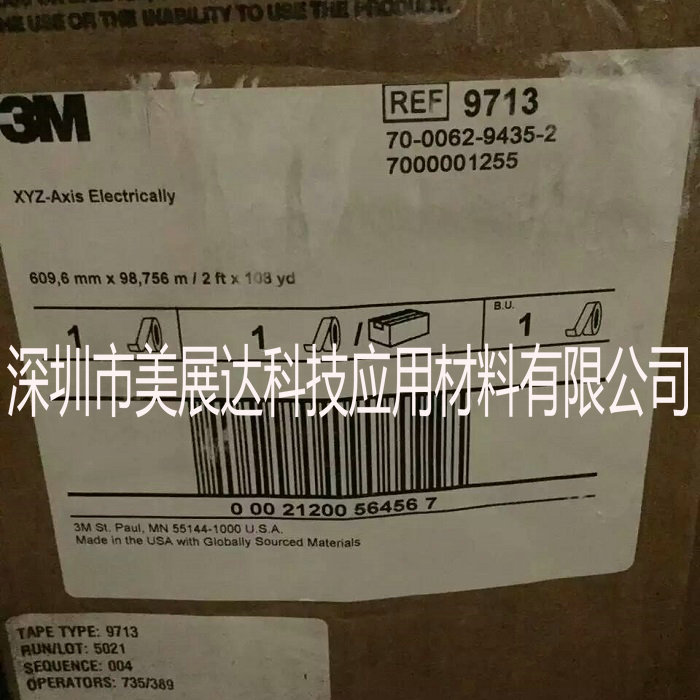 THE USE OR THE INABILITY TO USE THE PRODUCT.
3M
REF 9713
70-0062-9435-2
7000001255
XYZ-Axis Electrically
609,6 mm x 98,756 m / 2 ft x 108 yd
1 1 / B.U. 1
深圳市美展达科技应用材料有限公司
0 00 21200 56456 7
3M St. Paul, MN 55144-1000 U.S.A.
Made in the USA with Globally Sourced Materials
TAPE TYPE: 9713
RUN/LOT: 5021
SEQUENCE: 004
OPERATORS: 735/389